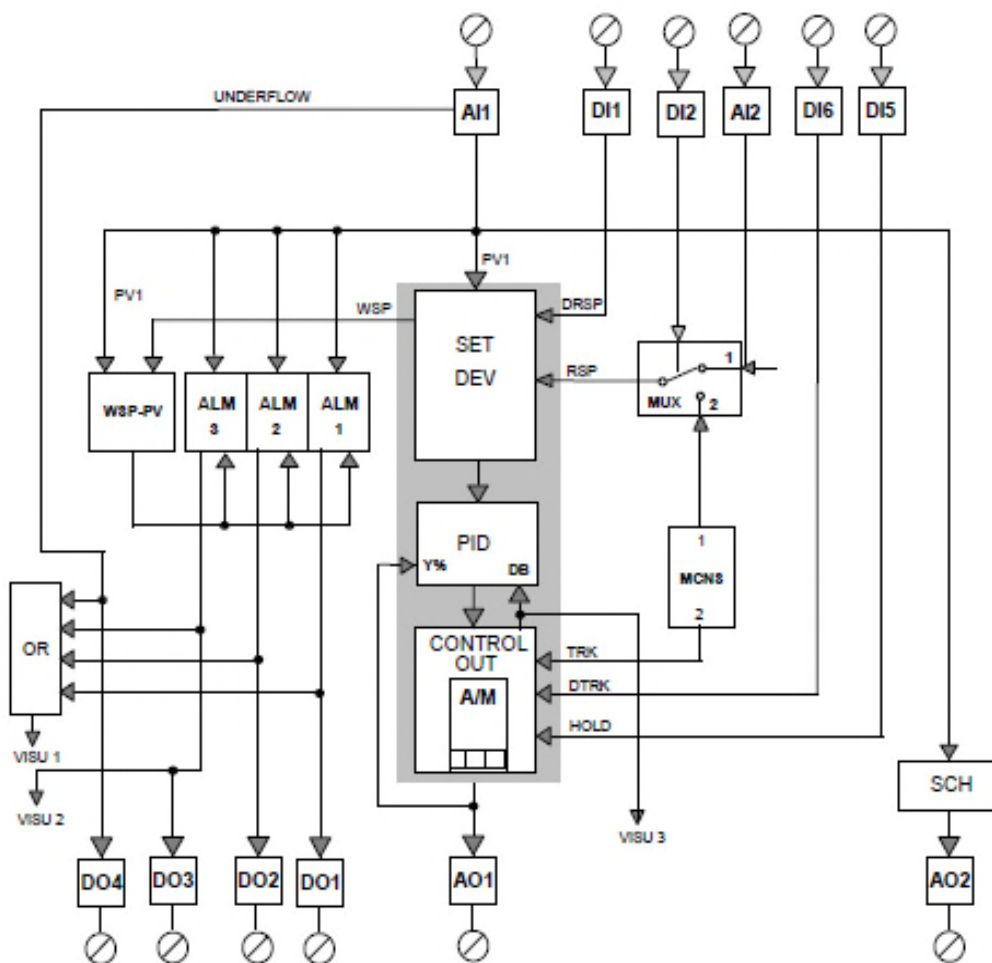 UNDERFLOW
AI1
DI1
DI2
AI2
DI6
DI5
PV1
PV1
WSP
DRSP
SET
DEV
RSP
1
MUX
2
WSP-PV
ALM
3
ALM
2
ALM
1
PID
Y%
DB
1
MCNS
2
OR
CONTROL
OUT
A/M
TRK
DTRK
HOLD
VISU 1
VISU 2
VISU 3
SCH
DO4
DO3
DO2
DO1
AO1
AO2